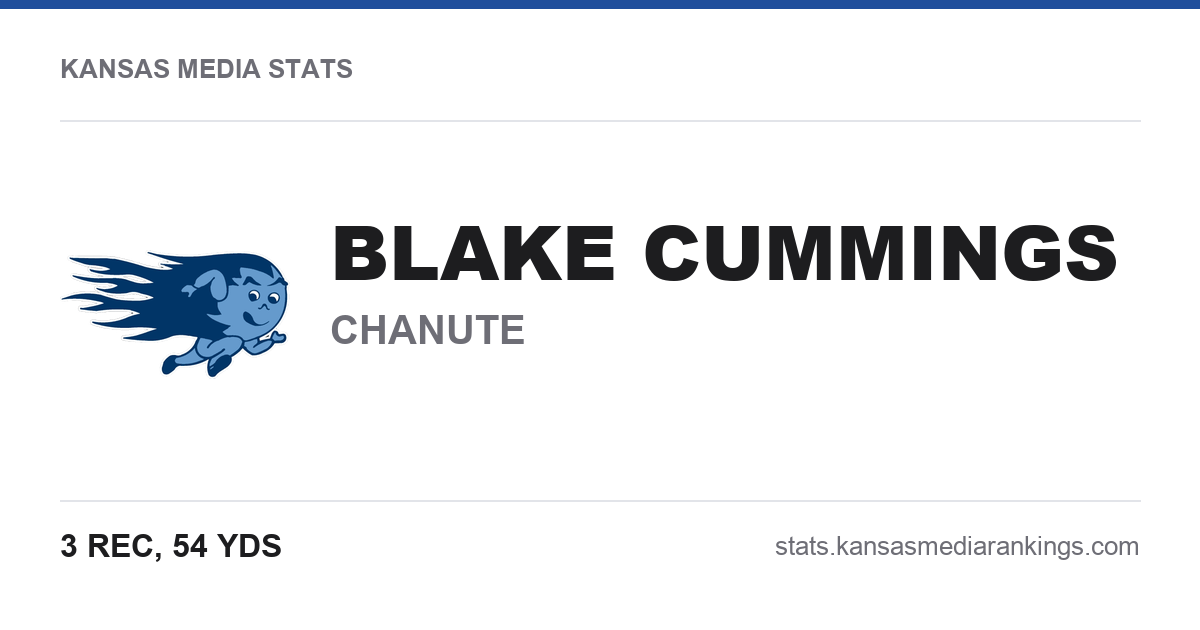 KANSAS MEDIA STATS
BLAKE CUMMINGS
CHANUTE
3 REC, 54 YDS
stats.kansasmediarankings.com